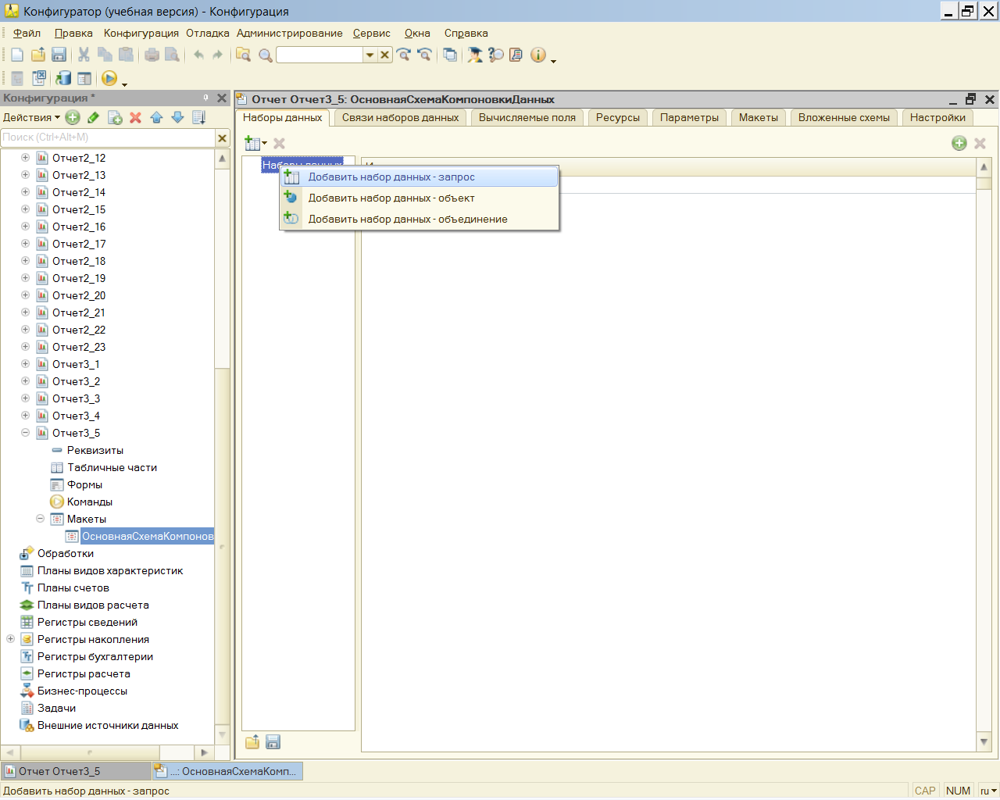 Конфигуратор (учебная версия) - Конфигурация
Файл Правка Конфигурация Отладка Администрирование Сервис Окна Справка
Конфигурация *
Действия
Поиск (Ctrl+Alt+M)
Отчет2_12
Отчет2_13
Отчет2_14
Отчет2_15
Отчет2_16
Отчет2_17
Отчет2_18
Отчет2_19
Отчет2_20
Отчет2_21
Отчет2_22
Отчет2_23
Отчет3_1
Отчет3_2
Отчет3_3
Отчет3_4
Отчет3_5
Реквизиты
Табличные части
Формы
Команды
Макеты
ОсновнаяСхемаКомпонов
Обработки
Планы видов характеристик
Планы счетов
Планы видов расчета
Регистры сведений
Регистры накопления
Регистры бухгалтерии
Регистры расчета
Бизнес-процессы
Задачи
Внешние источники данных
Отчет Отчет3_5: ОсновнаяСхемаКомпоновкиДанных
Наборы данных Связи наборов данных Вычисляемые поля Ресурсы Параметры Макеты Вложенные схемы Настройки
Наборы данных
Добавить набор данных - запрос
Добавить набор данных - объект
Добавить набор данных - объединение
Отчет Отчет3_5 ...: ОсновнаяСхемаКомп...
Добавить набор данных - запрос CAP NUM ru